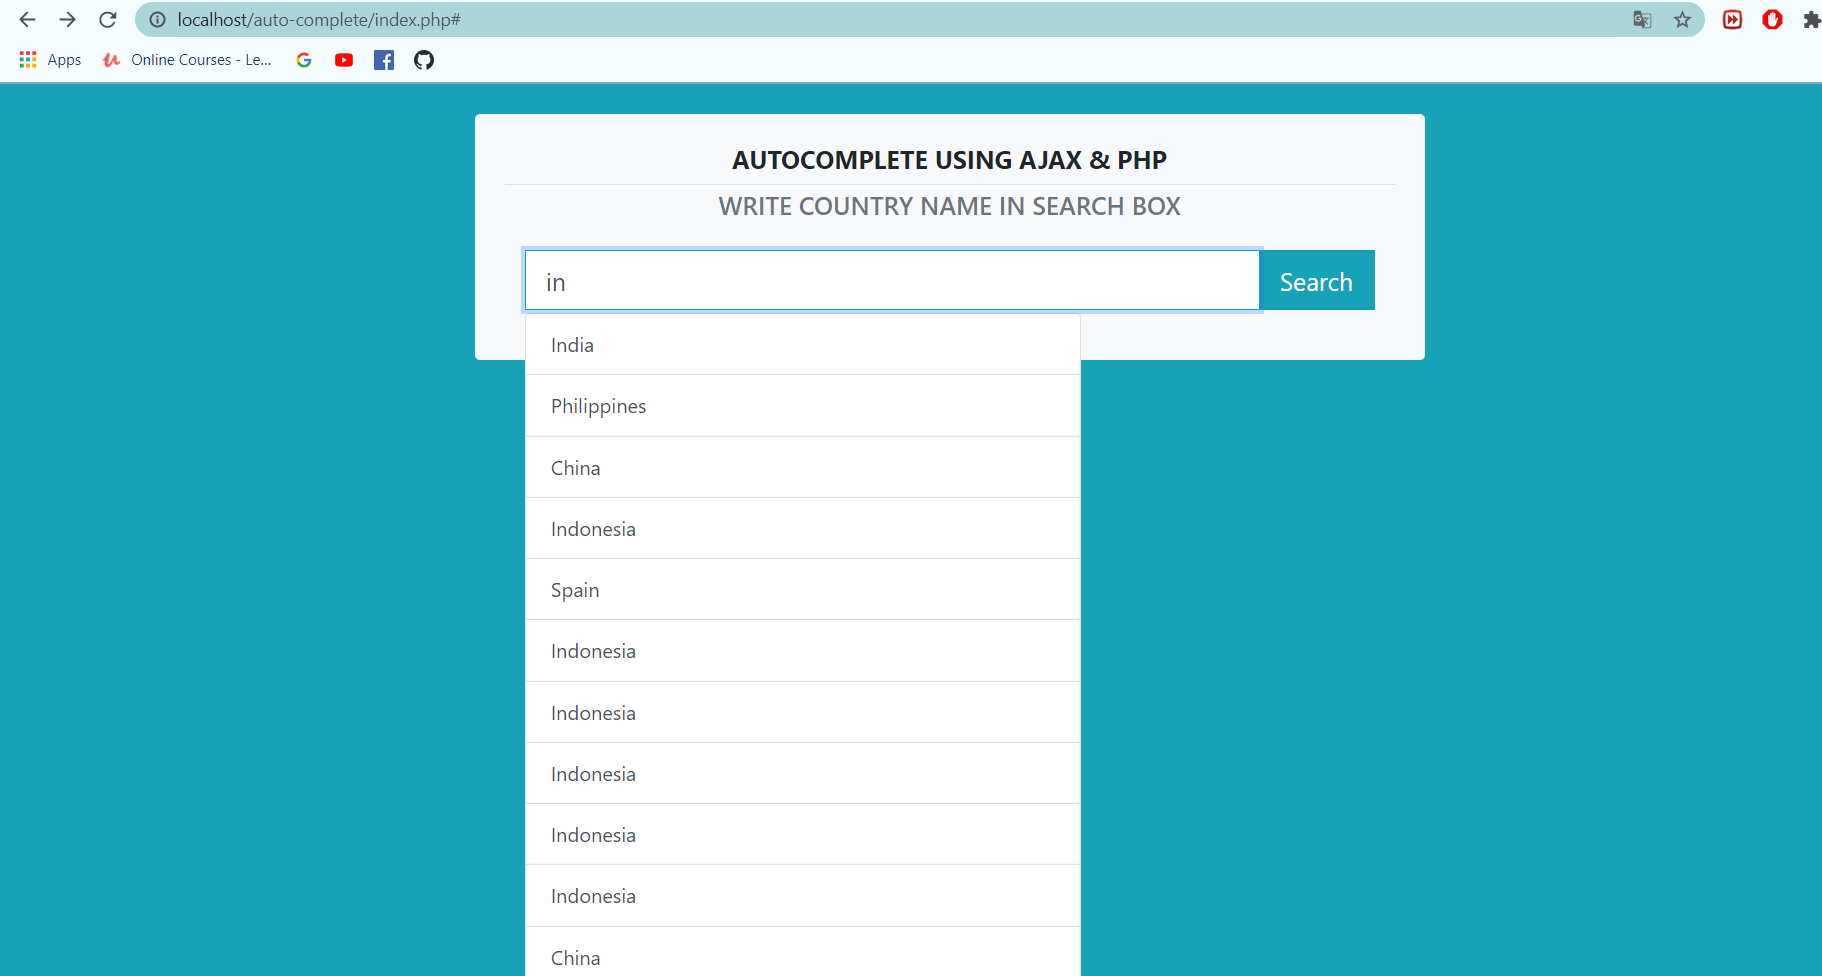 localhost/auto-complete/index.php#
Apps Online Courses - Le...
AUTOCOMPLETE USING AJAX & PHP
WRITE COUNTRY NAME IN SEARCH BOX
in Search
India
Philippines
China
Indonesia
Spain
Indonesia
Indonesia
Indonesia
Indonesia
Indonesia
China